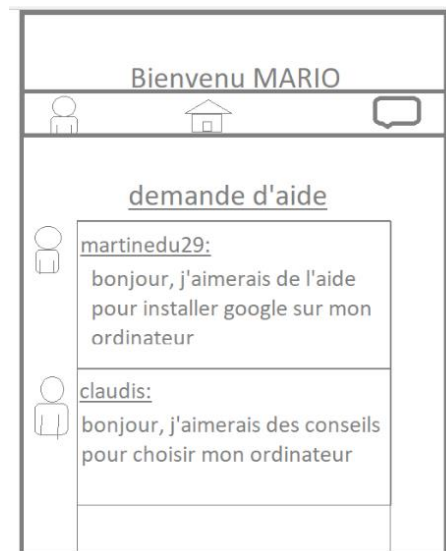 Bienvenu MARIO
demande d'aide
martinedu29:
bonjour, j'aimerais de l'aide
pour installer google sur mon
ordinateur
claudis:
bonjour, j'aimerais des conseils
pour choisir mon ordinateur